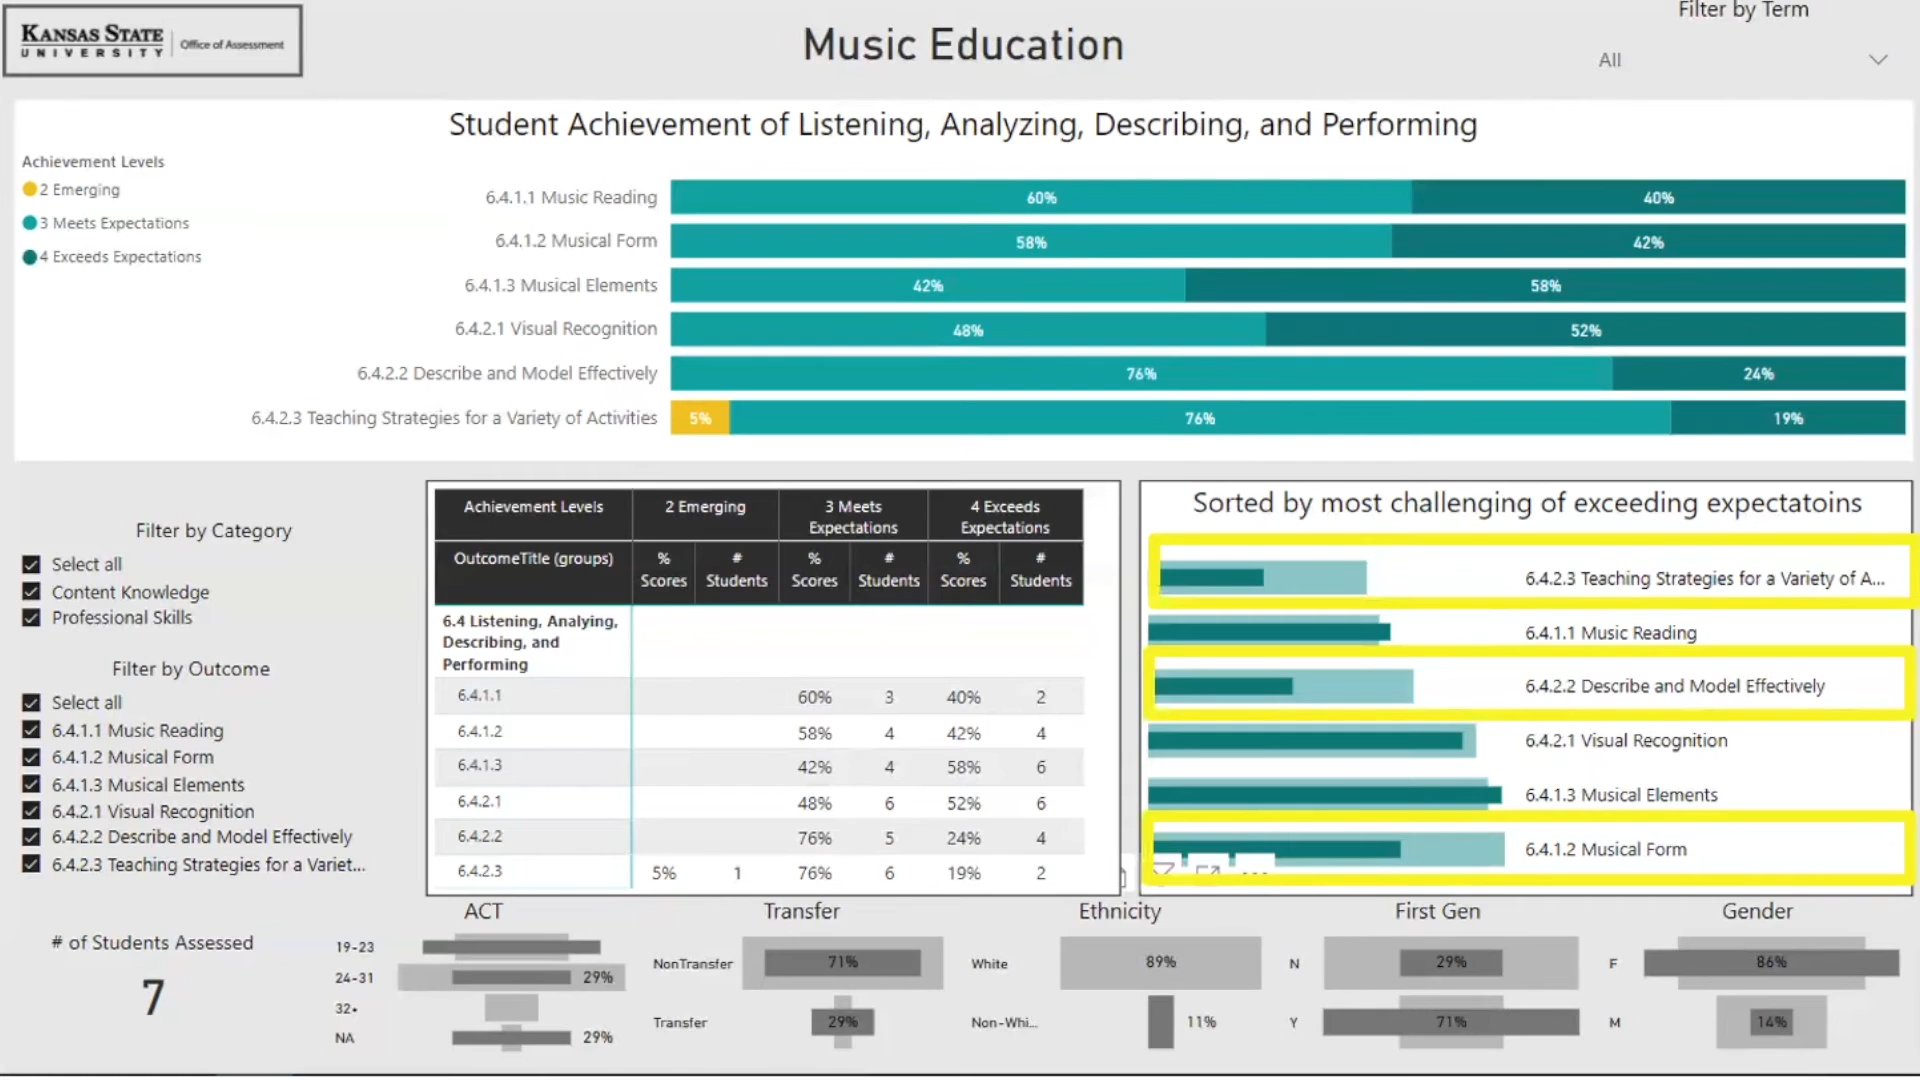 KANSAS STATE
UNIVERSITY
Office of Assessment
Music Education
Filter by Term
All
Student Achievement of Listening, Analyzing, Describing, and Performing
Achievement Levels
2 Emerging
3 Meets Expectations
4 Exceeds Expectations
6.4.1.1 Music Reading 60% 40%
6.4.1.2 Musical Form 58% 42%
6.4.1.3 Musical Elements 42% 58%
6.4.2.1 Visual Recognition 48% 52%
6.4.2.2 Describe and Model Effectively 76% 24%
6.4.2.3 Teaching Strategies for a Variety of Activities 5% 76% 19%
Filter by Category
Select all
Content Knowledge
Professional Skills
Filter by Outcome
Select all
6.4.1.1 Music Reading
6.4.1.2 Musical Form
6.4.1.3 Musical Elements
6.4.2.1 Visual Recognition
6.4.2.2 Describe and Model Effectively
6.4.2.3 Teaching Strategies for a Variet...
Achievement Levels 2 Emerging 3 Meets Expectations 4 Exceeds Expectations
OutcomeTitle (groups) % Scores # Students % Scores # Students % Scores # Students
6.4 Listening, Analying,
Describing, and
Performing
6.4.1.1 60% 3 40% 2
6.4.1.2 58% 4 42% 4
6.4.1.3 42% 4 58% 6
6.4.2.1 48% 6 52% 6
6.4.2.2 76% 5 24% 4
6.4.2.3 5% 1 76% 6 19% 2
Sorted by most challenging of exceeding expectatoins
6.4.2.3 Teaching Strategies for a Variety of A...
6.4.1.1 Music Reading
6.4.2.2 Describe and Model Effectively
6.4.2.1 Visual Recognition
6.4.1.3 Musical Elements
6.4.1.2 Musical Form
# of Students Assessed
7
ACT
19-23
24-31 29%
32+
NA 29%
Transfer
NonTransfer 71%
Transfer 29%
Ethnicity
White 89%
Non-Whi... 11%
First Gen
N 29%
Y 71%
Gender
F 86%
M 14%